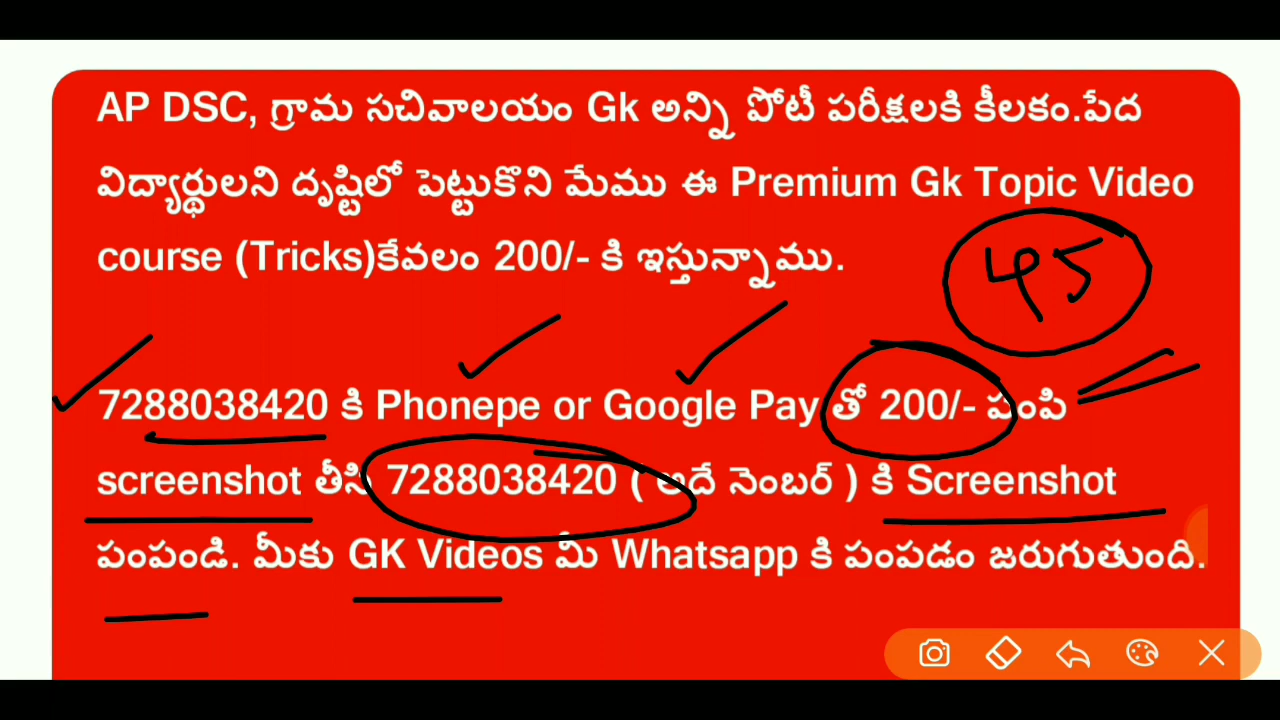 AP DSC, గ్రామ సచివాలయం Gk అన్ని పోటీ పరీక్షలకి కీలకం.పేద
విద్యార్థులని దృష్టిలో పెట్టుకొని మేము ఈ Premium Gk Topic Video
course (Tricks)కేవలం 200/- కి ఇస్తున్నాము.
45
7288038420 కి Phonepe or Google Pay తో 200/- పంపి
screenshot తీసి 7288038420 ( అదే నెంబర్ ) కి Screenshot
పంపండి. మీకు GK Videos మీ Whatsapp కి పంపడం జరుగుతుంది.